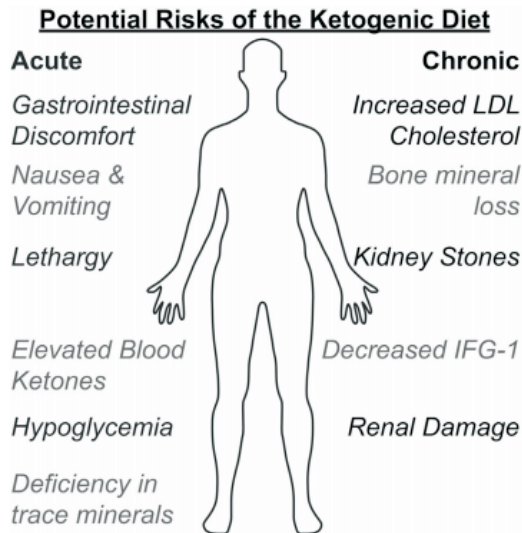 Potential Risks of the Ketogenic Diet
Acute
Gastrointestinal
Discomfort
Nausea &
Vomiting
Lethargy
Elevated Blood
Ketones
Hypoglycemia
Deficiency in
trace minerals
Chronic
Increased LDL
Cholesterol
Bone mineral
loss
Kidney Stones
Decreased IFG-1
Renal Damage